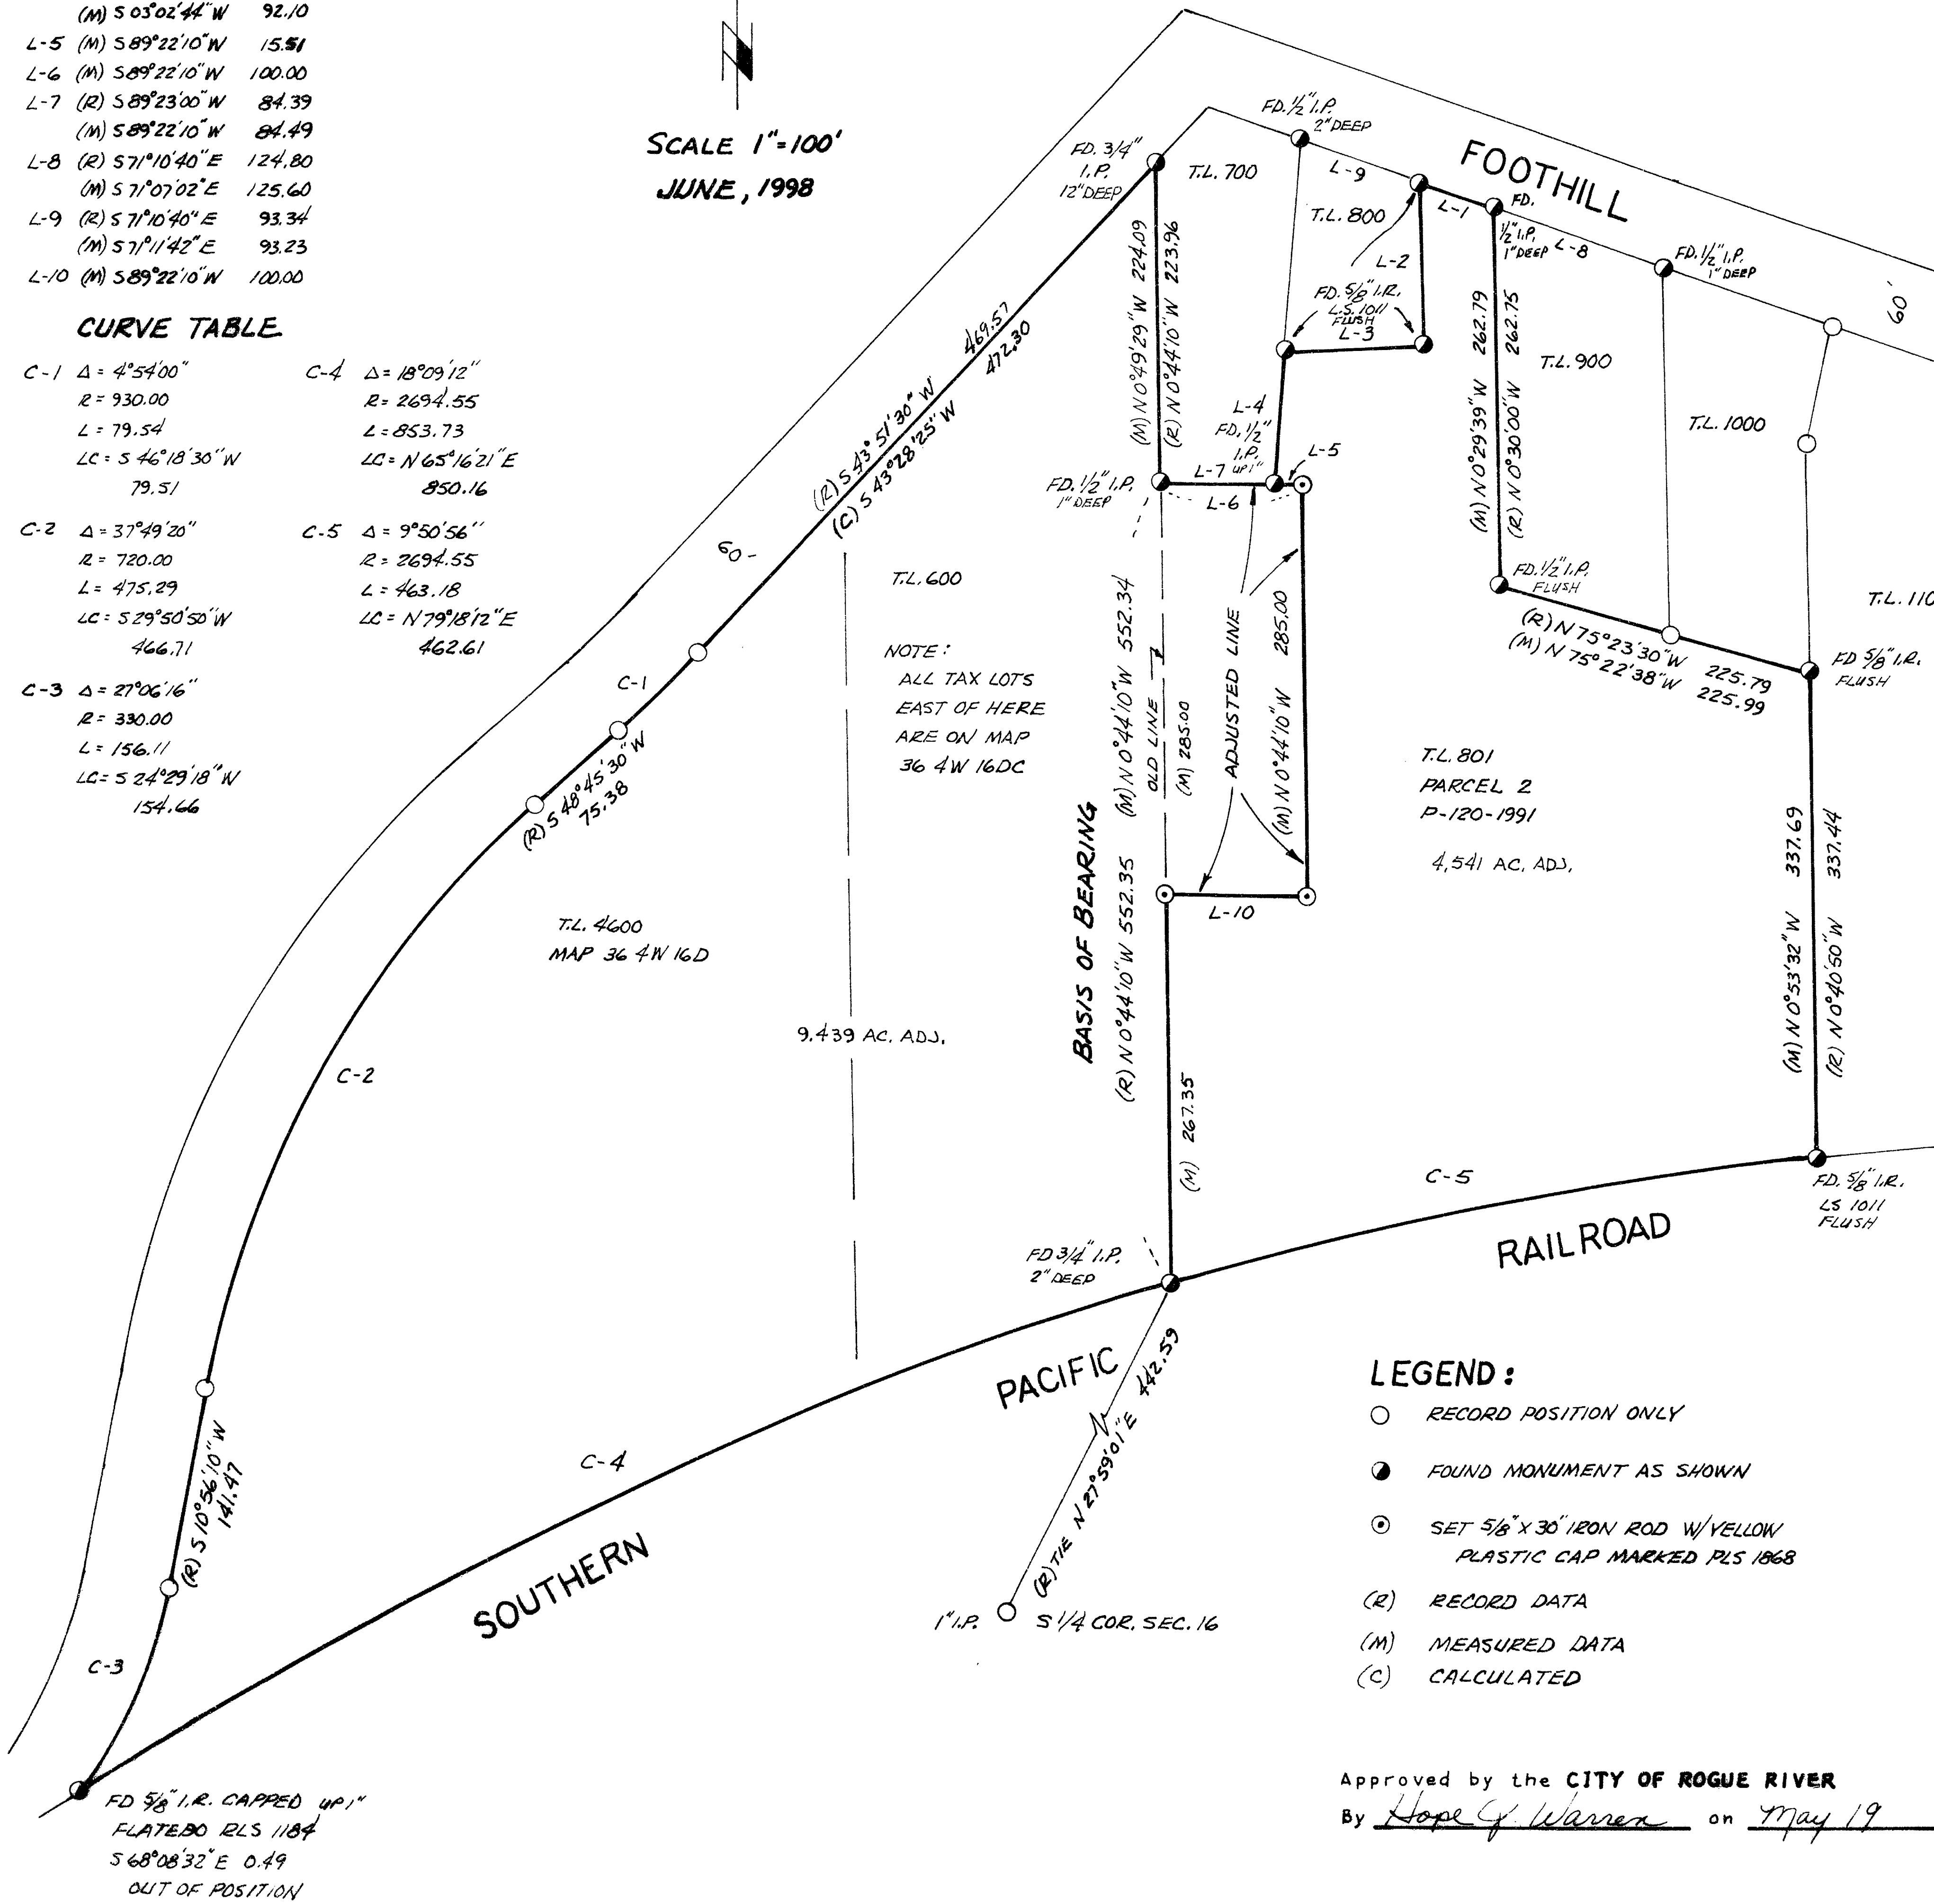 (M) S 03°02'44" W 92.10
L-5 (M) S 89°22'10" W 15.51
L-6 (M) S 89°22'10" W 100.00
L-7 (R) S 89°23'00" W 84.39
(M) S 89°22'10" W 84.49
L-8 (R) S 71°10'40" E 124.80
(M) S 71°07'02" E 125.60
L-9 (R) S 71°10'40" E 93.34
(M) S 71°11'42" E 93.23
L-10 (M) S 89°22'10" W 100.00
CURVE TABLE
C-1 Δ = 4°54'00"
R = 930.00
L = 79.54
LC = S 46°18'30" W
79.51
C-2 Δ = 37°49'20"
R = 720.00
L = 475.29
LC = S 29°50'50" W
466.71
C-3 Δ = 27°06'16"
R = 330.00
L = 156.11
LC = S 24°29'18" W
154.66
C-4 Δ = 18°09'12"
R = 2694.55
L = 853.73
LC = N 65°16'21" E
850.16
C-5 Δ = 9°50'56"
R = 2694.55
L = 463.18
LC = N 79°18'12" E
462.61
N
SCALE 1"=100'
JUNE, 1998
FD. 3/4"
I.P.
12" DEEP
T.L. 700
FD. 1/2" I.P.
2" DEEP
L-9
FOOTHILL
T.L. 800
L-1
FD.
1/2" I.P.
1" DEEP
L-8
FD. 1/2" I.P.
1" DEEP
60'
L-2
FD. 5/8" I.R.
L.S. 1011
FLUSH
L-3
(M) N 0°49'29" W 224.09
(R) N 0°44'10" W 223.96
(M) N 0°29'39" W 262.79
(R) N 0°30'00" W 262.75
T.L. 900
T.L. 1000
T.L. 110
469.57
472.30
(R) S 43°51'30" W
(C) S 43°28'25" W
60-
L-4
FD. 1/2"
I.P.
UP 1"
L-5
L-7
L-6
FD. 1/2" I.P.
1" DEEP
FD. 1/2" I.P.
FLUSH
(R) N 75°23'30" W 225.79
(M) N 75°22'38" W 225.99
FD 5/8" I.R.
FLUSH
T.L. 600
NOTE:
ALL TAX LOTS
EAST OF HERE
ARE ON MAP
36 4W 16DC
C-1
(R) S 48°45'30" W
75.38
BASIS OF BEARING
(R) N 0°44'10" W 552.35
(M) N 0°44'10" W 552.34
OLD LINE
(M) 285.00
ADJUSTED LINE
(M) N 0°44'10" W 285.00
T.L. 801
PARCEL 2
P-120-1991
4,541 AC. ADJ.
(M) N 0°53'32" W 337.69
(R) N 0°40'50" W 337.44
L-10
T.L. 4600
MAP 36 4W 16D
9.439 AC. ADJ.
C-2
(M) 267.35
C-5
FD. 5/8" I.R.
LS 1011
FLUSH
FD 3/4" I.P.
2" DEEP
RAILROAD
PACIFIC
(R) TIE N 27°59'01" E 442.59
C-4
(R) S 10°56'10" W
141.47
SOUTHERN
1" I.P.
S 1/4 COR. SEC. 16
C-3
FD 5/8" I.R. CAPPED UP 1"
FLATEBO RLS 1184
S 68°08'32" E 0.49
OUT OF POSITION
LEGEND:
RECORD POSITION ONLY
FOUND MONUMENT AS SHOWN
SET 5/8" X 30" IRON ROD W/YELLOW
PLASTIC CAP MARKED PLS 1868
(R) RECORD DATA
(M) MEASURED DATA
(C) CALCULATED
Approved by the CITY OF ROGUE RIVER
By Hope J. Warren on May 19